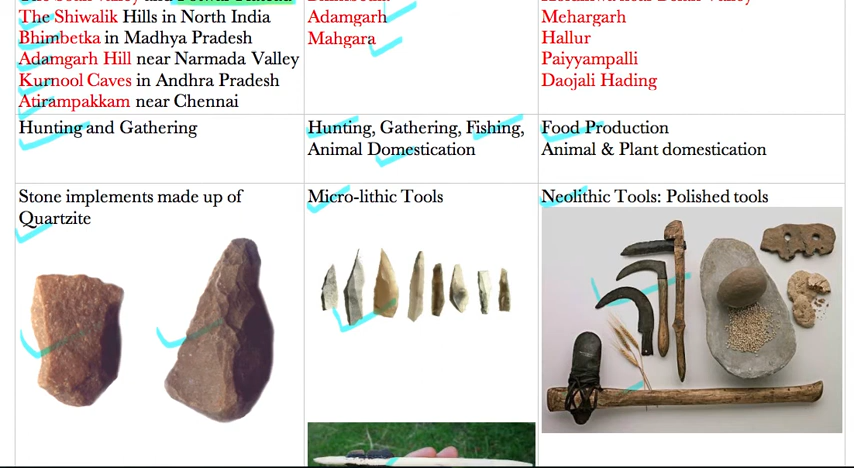 The Shiwalik Hills in North India
Bhimbetka in Madhya Pradesh
Adamgarh Hill near Narmada Valley
Kurnool Caves in Andhra Pradesh
Atirampakkam near Chennai
Adamgarh
Mahgara
Mehargarh
Hallur
Paiyyampalli
Daojali Hading
Hunting and Gathering
Hunting, Gathering, Fishing,
Animal Domestication
Food Production
Animal & Plant domestication
Stone implements made up of
Quartzite
Micro-lithic Tools
Neolithic Tools: Polished tools